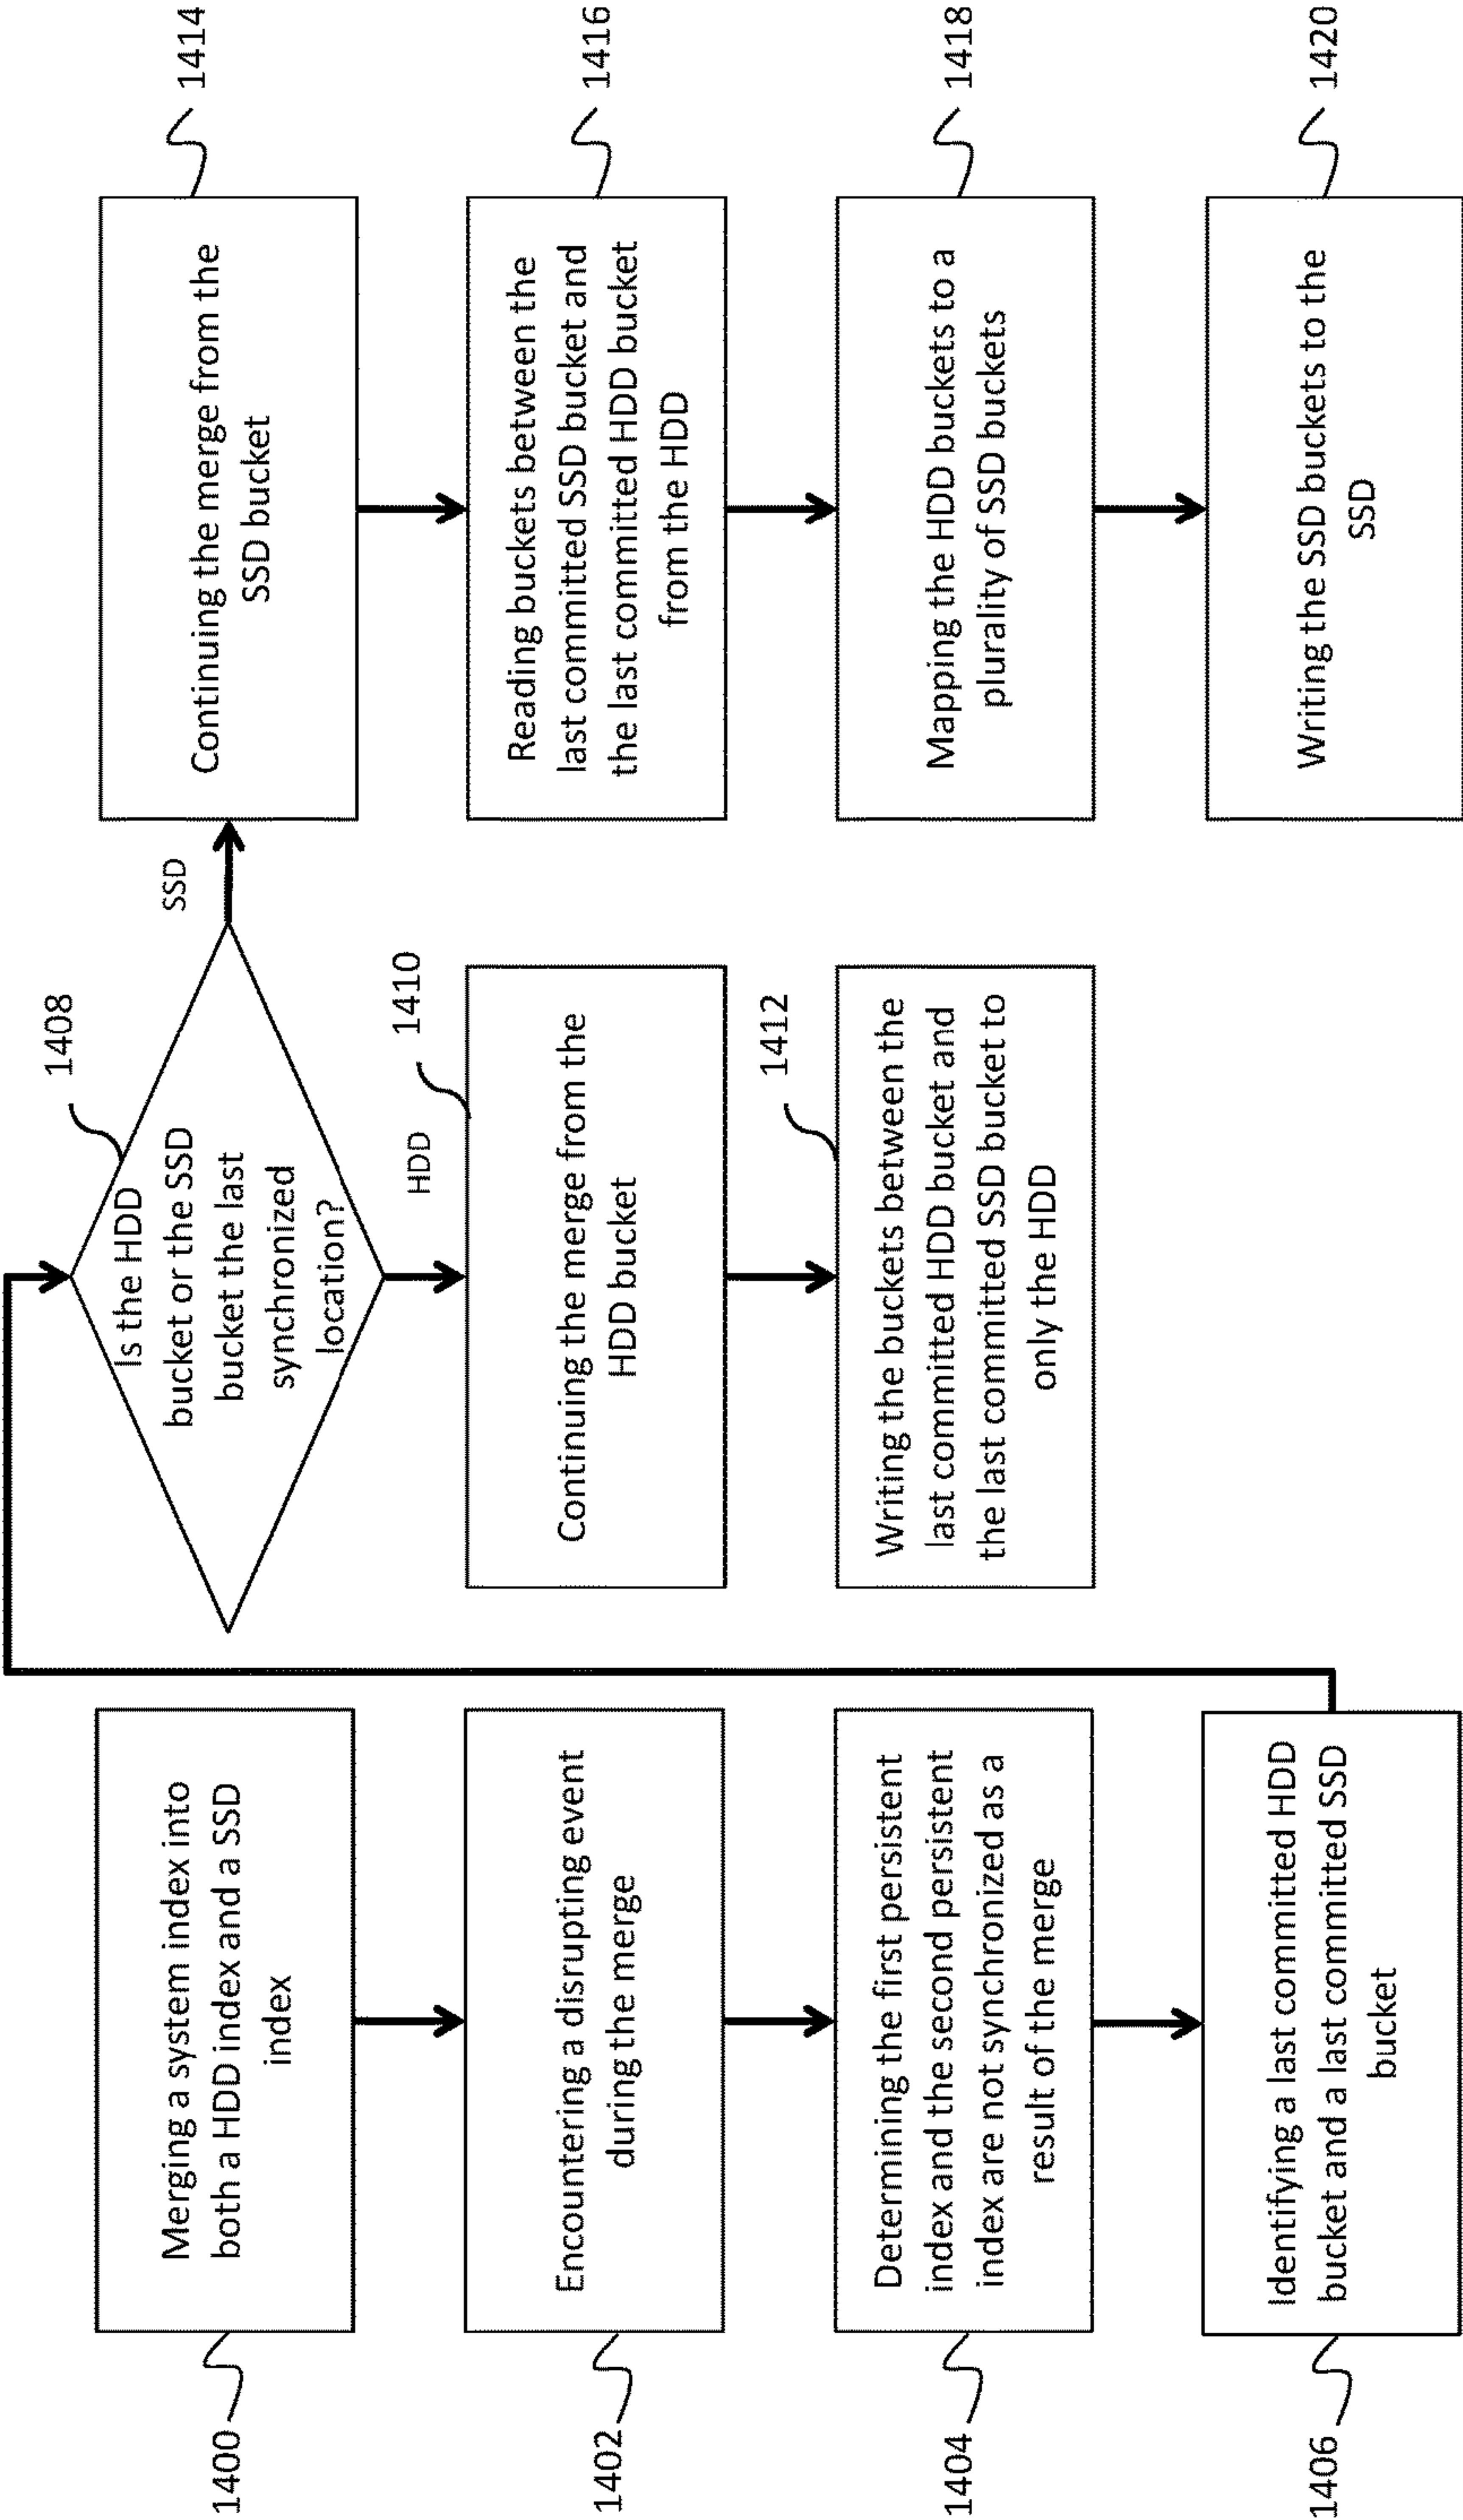 1400
Merging a system index into
both a HDD index and a SSD
index
1402
Encountering a disrupting event
during the merge
1404
Determining the first persistent
index and the second persistent
index are not synchronized as a
result of the merge
1406
Identifying a last committed HDD
bucket and a last committed SSD
bucket
1408
Is the HDD
bucket or the SSD
bucket the last
synchronized
location?
HDD
1410
Continuing the merge from the
HDD bucket
1412
Writing the buckets between the
last committed HDD bucket and
the last committed SSD bucket to
only the HDD
SSD
1414
Continuing the merge from the
SSD bucket
1416
Reading buckets between the
last committed SSD bucket and
the last committed HDD bucket
from the HDD
1418
Mapping the HDD buckets to a
plurality of SSD buckets
1420
Writing the SSD buckets to the
SSD